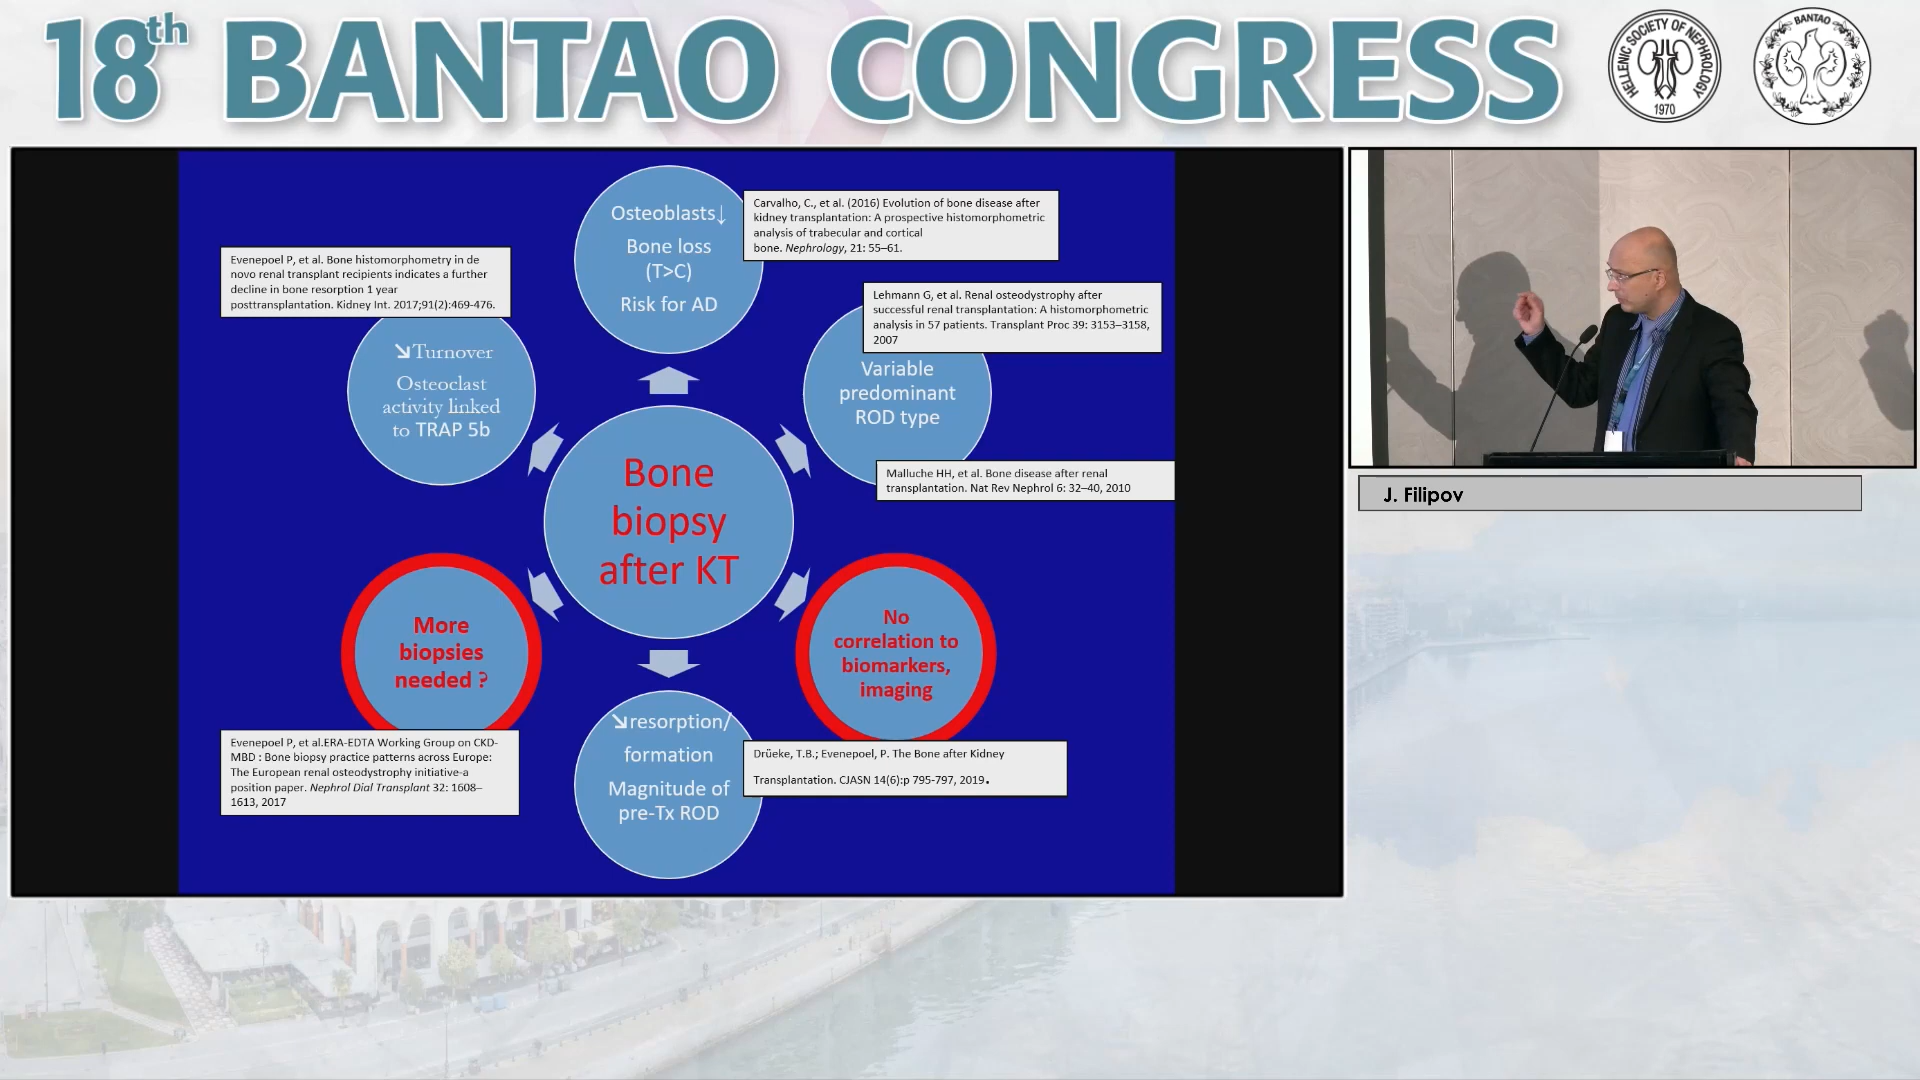 18th BANTAO CONGRESS
HELLENIC SOCIETY OF NEPHROLOGY
1970
BANTAO
Osteoblasts↓
Bone loss
(T>C)
Risk for AD
Carvalho, C., et al. (2016) Evolution of bone disease after
kidney transplantation: A prospective histomorphometric
analysis of trabecular and cortical
bone. Nephrology, 21: 55–61.
Evenepoel P, et al. Bone histomorphometry in de
novo renal transplant recipients indicates a further
decline in bone resorption 1 year
posttransplantation. Kidney Int. 2017;91(2):469-476.
↘Turnover
Osteoclast
activity linked
to TRAP 5b
Lehmann G, et al. Renal osteodystrophy after
successful renal transplantation: A histomorphometric
analysis in 57 patients. Transplant Proc 39: 3153–3158,
2007
Variable
predominant
ROD type
Malluche HH, et al. Bone disease after renal
transplantation. Nat Rev Nephrol 6: 32–40, 2010
Bone
biopsy
after KT
More
biopsies
needed ?
No
correlation to
biomarkers,
imaging
Evenepoel P, et al.ERA-EDTA Working Group on CKD-
MBD : Bone biopsy practice patterns across Europe:
The European renal osteodystrophy initiative-a
position paper. Nephrol Dial Transplant 32: 1608–
1613, 2017
↘resorption/
formation
Magnitude of
pre-Tx ROD
Drüeke, T.B.; Evenepoel, P. The Bone after Kidney
Transplantation. CJASN 14(6):p 795-797, 2019.
J. Filipov